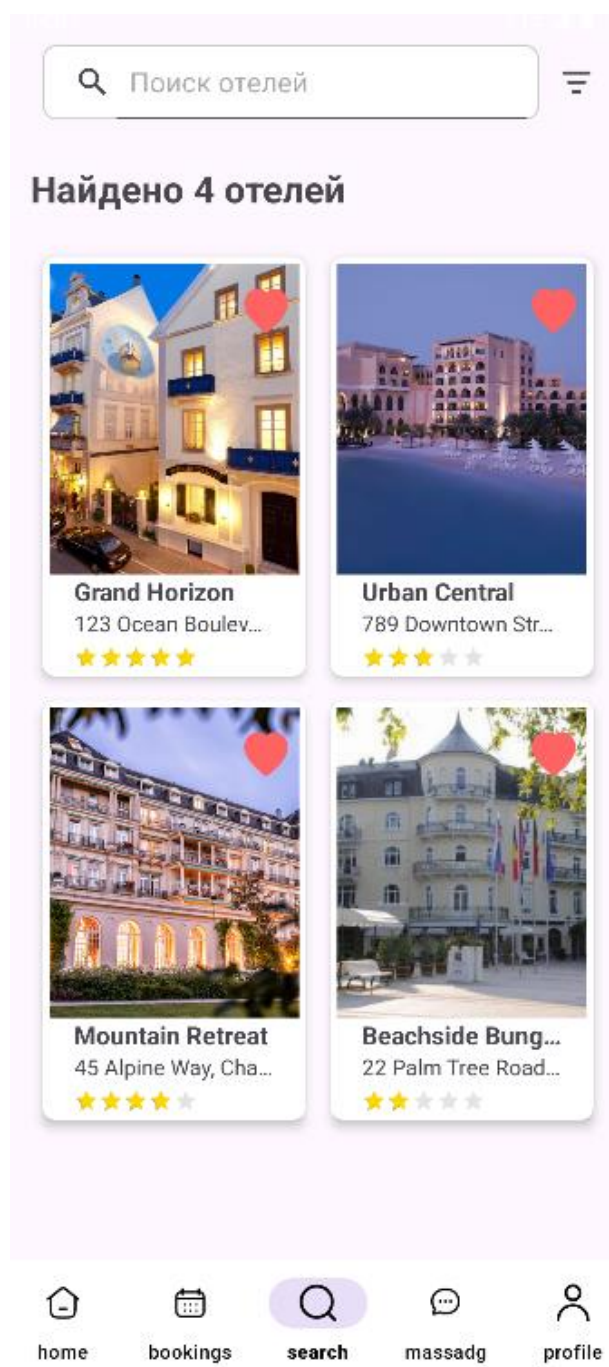 Поиск отелей
Найдено 4 отелей
Grand Horizon
123 Ocean Boulev...
Urban Central
789 Downtown Str...
Mountain Retreat
45 Alpine Way, Cha...
Beachside Bung...
22 Palm Tree Road...
home
bookings
search
massadg
profile